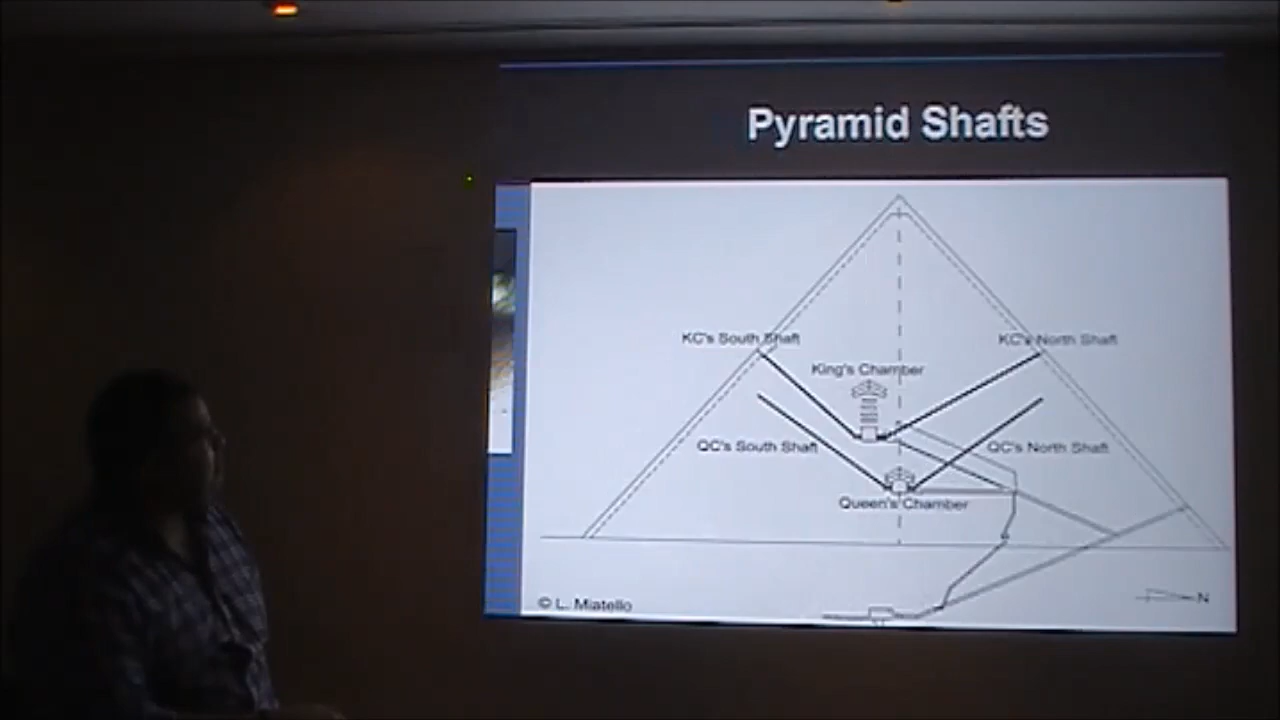 Pyramid Shafts
KC's South Shaft
KC's North Shaft
King's Chamber
QC's South Shaft
QC's North Shaft
Queen's Chamber
© L. Miatello
N